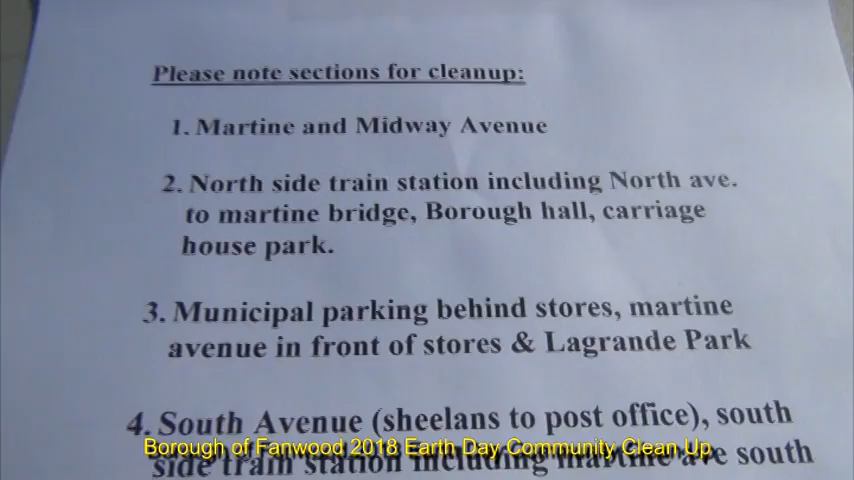 Please note sections for cleanup:
1. Martine and Midway Avenue
2. North side train station including North ave.
to martine bridge, Borough hall, carriage
house park.
3. Municipal parking behind stores, martine
avenue in front of stores & Lagrande Park
4. South Avenue (sheelans to post office), south
side train station including martine ave south
Borough of Fanwood 2018 Earth Day Community Clean Up